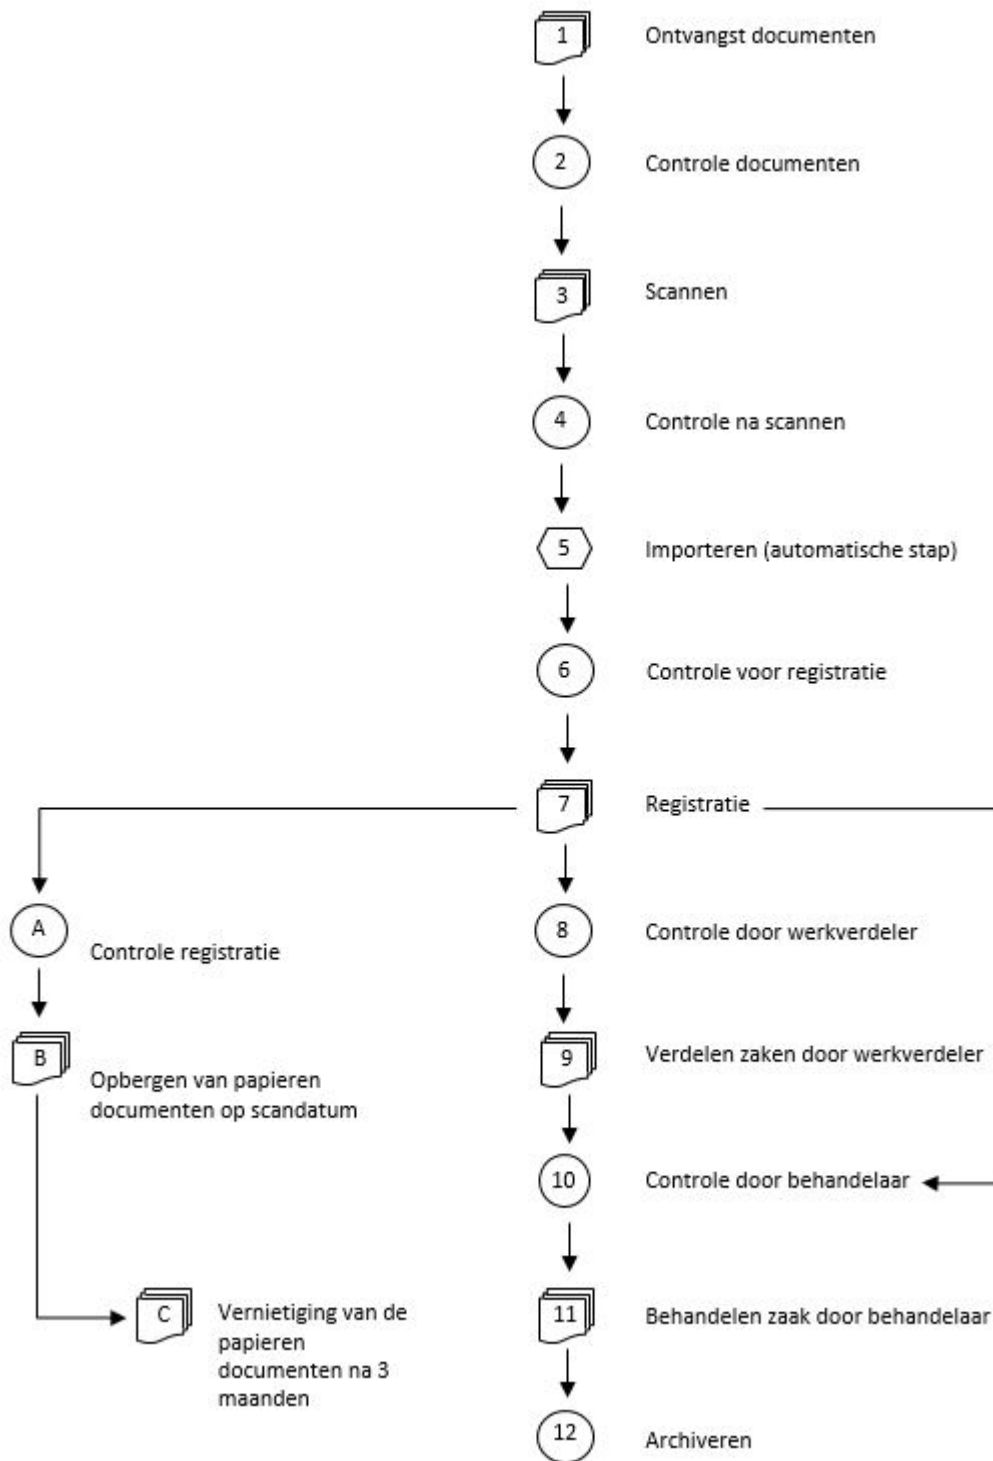 1 Ontvangst documenten
2 Controle documenten
3 Scannen
4 Controle na scannen
5 Importeren (automatische stap)
6 Controle voor registratie
7 Registratie
A Controle registratie
B Opbergen van papieren
documenten op scandatum
C Vernietiging van de
papieren
documenten na 3
maanden
8 Controle door werkverdeler
9 Verdelen zaken door werkverdeler
10 Controle door behandelaar
11 Behandelen zaak door behandelaar
12 Archiveren